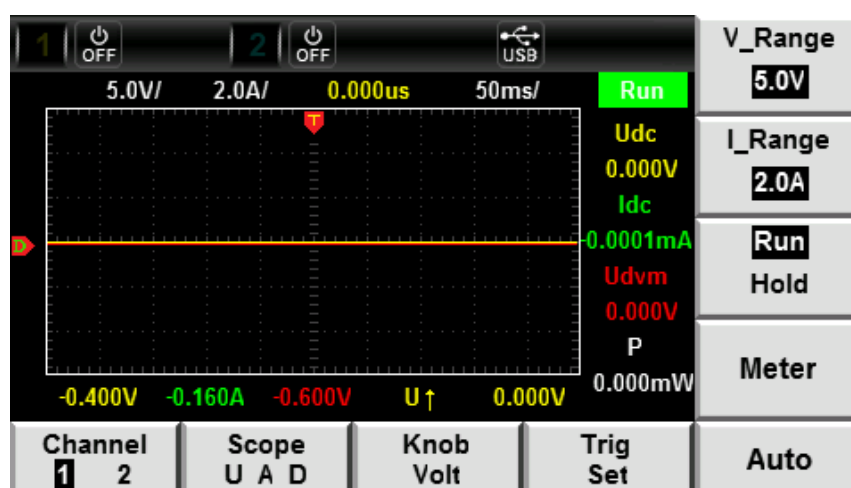 1 OFF 2 OFF USB
5.0V/ 2.0A/ 0.000us 50ms/ Run
T
Udc
0.000V
Idc
D
-0.0001mA
Udvm
0.000V
P
0.000mW
-0.400V -0.160A -0.600V U↑ 0.000V
V_Range
5.0V
I_Range
2.0A
Run
Hold
Meter
Auto
Channel
1 2
Scope
U A D
Knob
Volt
Trig
Set